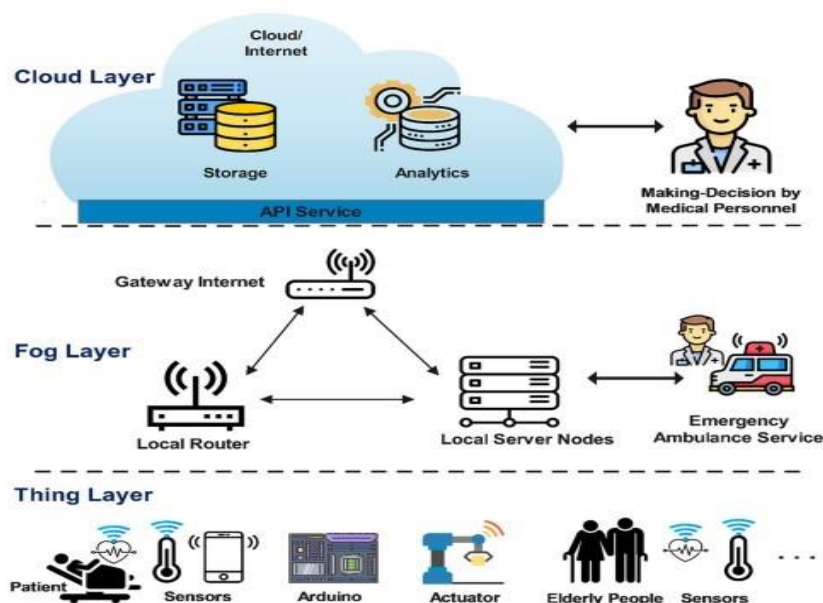 Cloud/
Internet
Cloud Layer
Storage
Analytics
API Service
Making-Decision by
Medical Personnel
Gateway Internet
Fog Layer
Local Router
Local Server Nodes
Emergency
Ambulance Service
Thing Layer
Patient
Sensors
Arduino
Actuator
Elderly People
Sensors